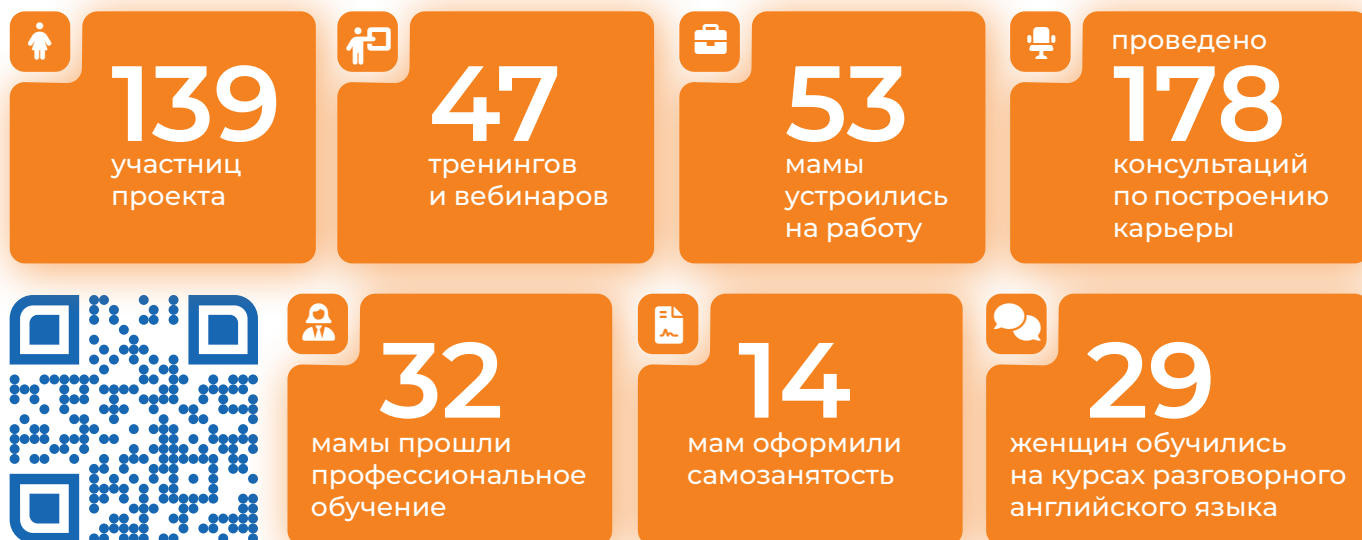 139
участниц
проекта
47
тренингов
и вебинаров
53
мамы
устроились
на работу
проведено
178
консультаций
по построению
карьеры
32
мамы прошли
профессиональное
обучение
14
мам оформили
самозанятость
29
женщин обучились
на курсах разговорного
английского языка